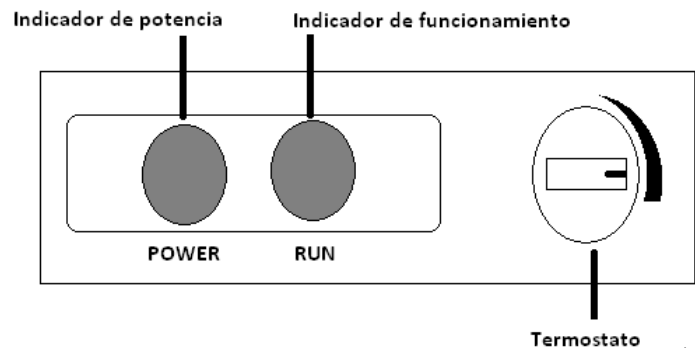 Indicador de potencia
Indicador de funcionamiento
POWER
RUN
Termostato